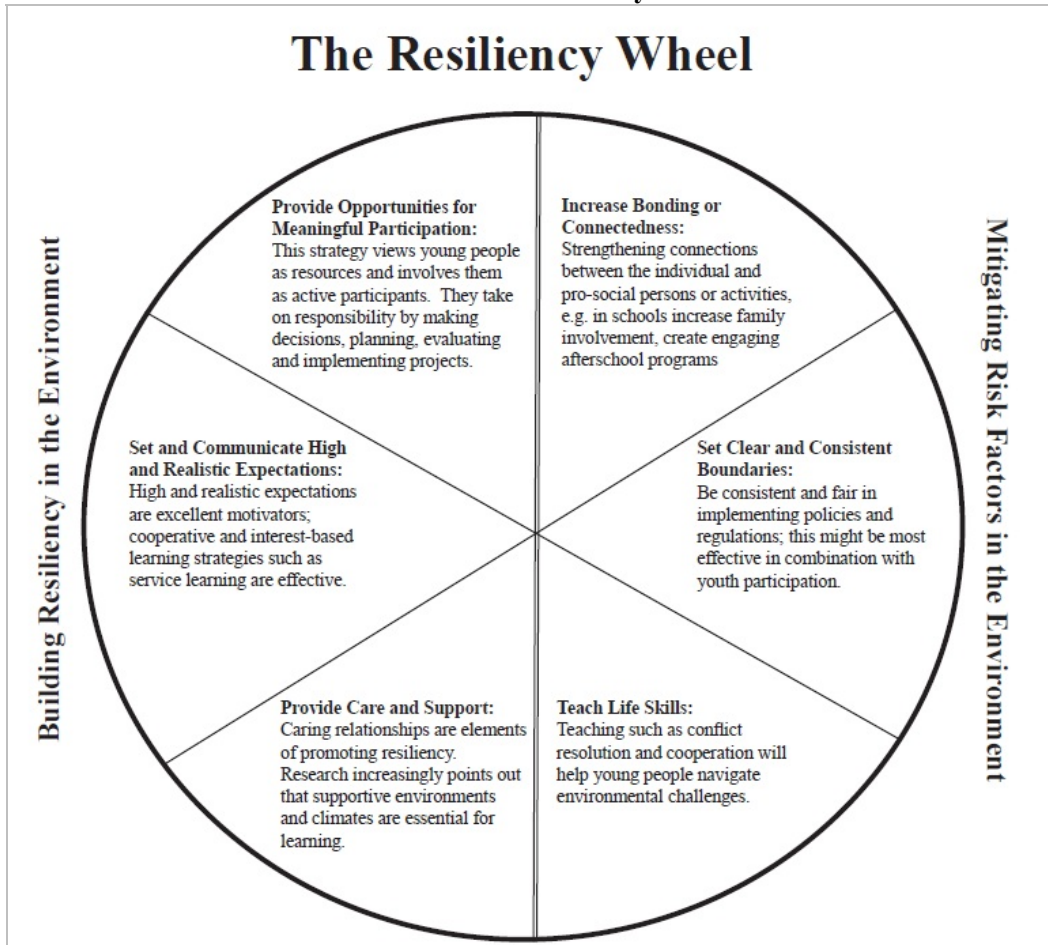 The Resiliency Wheel
Building Resiliency in the Environment
Provide Opportunities for
Meaningful Participation:
This strategy views young people
as resources and involves them
as active participants. They take
on responsibility by making
decisions, planning, evaluating
and implementing projects.
Increase Bonding or
Connectedness:
Strengthening connections
between the individual and
pro-social persons or activities,
e.g. in schools increase family
involvement, create engaging
afterschool programs
Set and Communicate High
and Realistic Expectations:
High and realistic expectations
are excellent motivators;
cooperative and interest-based
learning strategies such as
service learning are effective.
Set Clear and Consistent
Boundaries:
Be consistent and fair in
implementing policies and
regulations; this might be most
effective in combination with
youth participation.
Provide Care and Support:
Caring relationships are elements
of promoting resiliency.
Research increasingly points out
that supportive environments
and climates are essential for
learning.
Teach Life Skills:
Teaching such as conflict
resolution and cooperation will
help young people navigate
environmental challenges.
Mitigating Risk Factors in the Environment